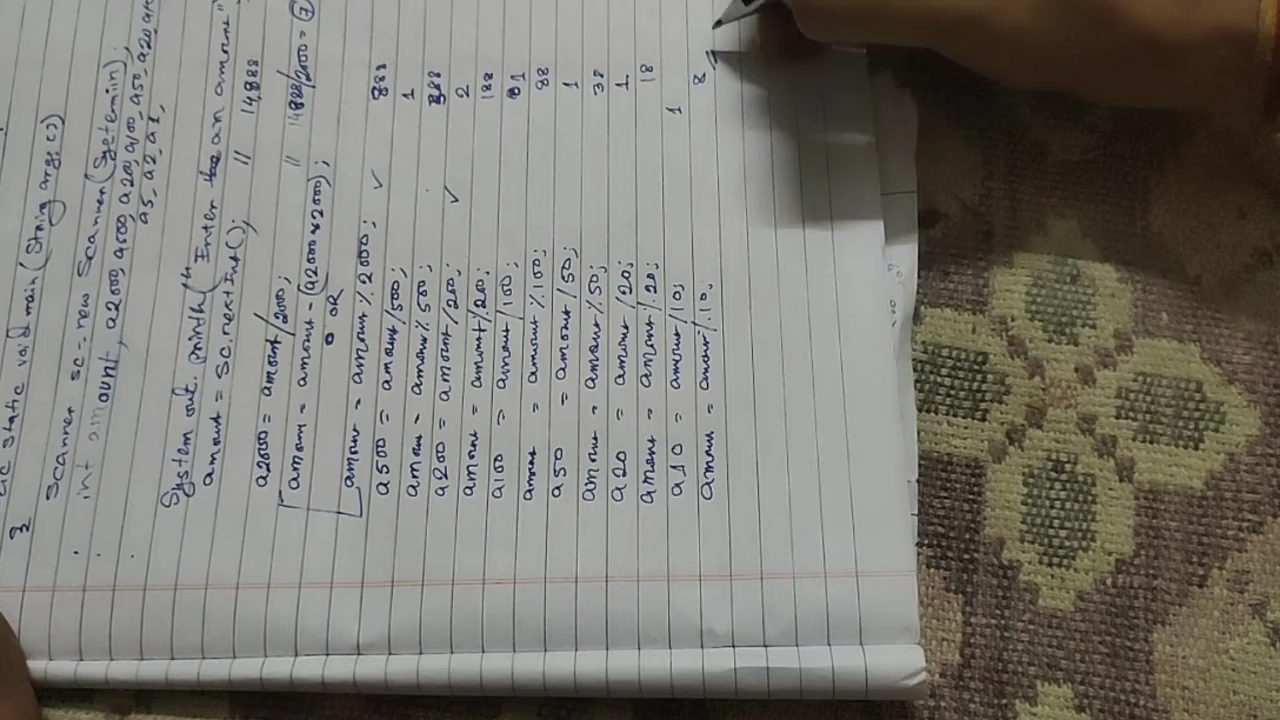 lic static void main(String args[])
{
Scanner sc = new Scanner(System.in);
int amount, a2000, a500, a200, a100, a50, a20, a10
a5, a2, a1;
System out. println("Enter an amount"
amount = sc.nextInt(); // 14,888
a2000 = amount/2000; // 14888/2000 = 7
amount = amount - (a2000*2000);
OR
amount = amount % 2000; ✓ 888
a500 = amount/500; 1
amoun = amount % 500; 388
a200 = amount/200; ✓ 2
amount = amount/.200; 188
a100 = amount/100; 1
amount = amount % 100; 88
a50 = amount/50; 1
amount = amount % 50; 38
a20 = amount/20; 1
amount = amount/.20; 18
a10 = amount/10; 1
amount = amount/.10; 8